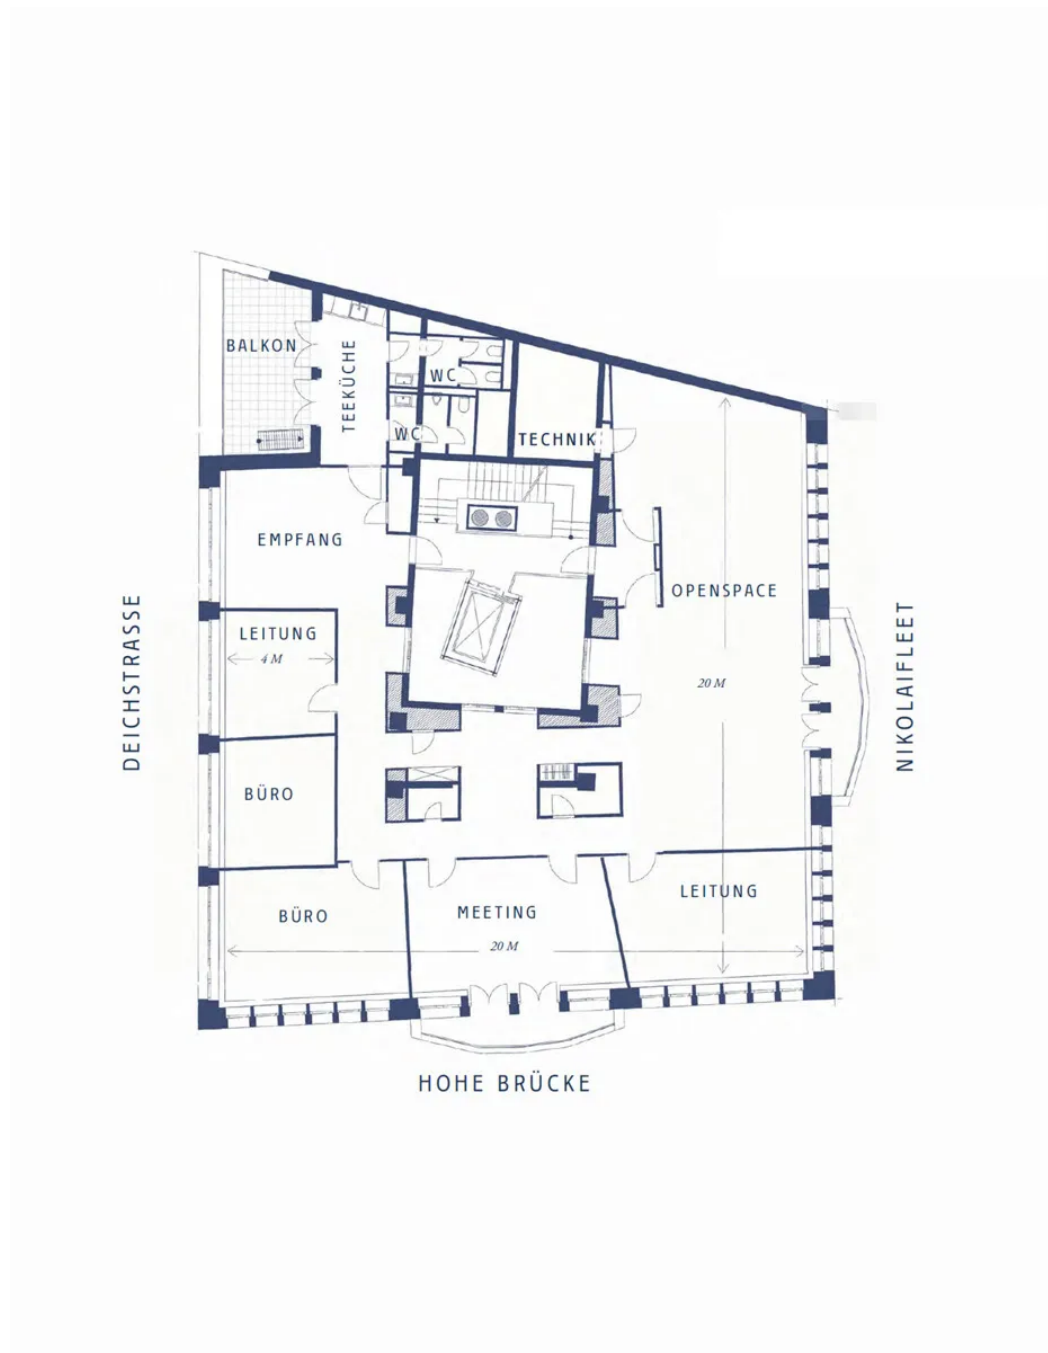 BALKON
TEEKÜCHE
WC
WC
TECHNIK
EMPFANG
OPENSPACE
LEITUNG
4 M
20 M
DEICHSTRASSE
NIKOLAIFLEET
BÜRO
LEITUNG
BÜRO
MEETING
20 M
HOHE BRÜCKE